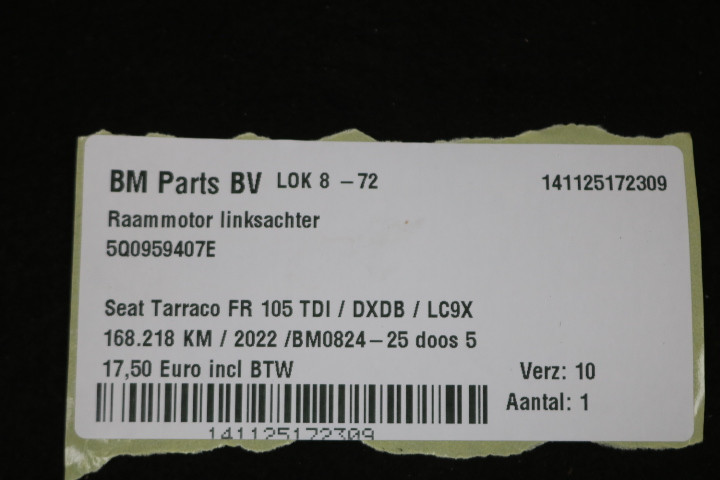 BM Parts BV LOK 8 - 72 141125172309
Raammotor linksachter
5Q0959407E
Seat Tarraco FR 105 TDI / DXDB / LC9X
168.218 KM / 2022 /BM0824-25 doos 5
17,50 Euro incl BTW Verz: 10
Aantal: 1
141125172309